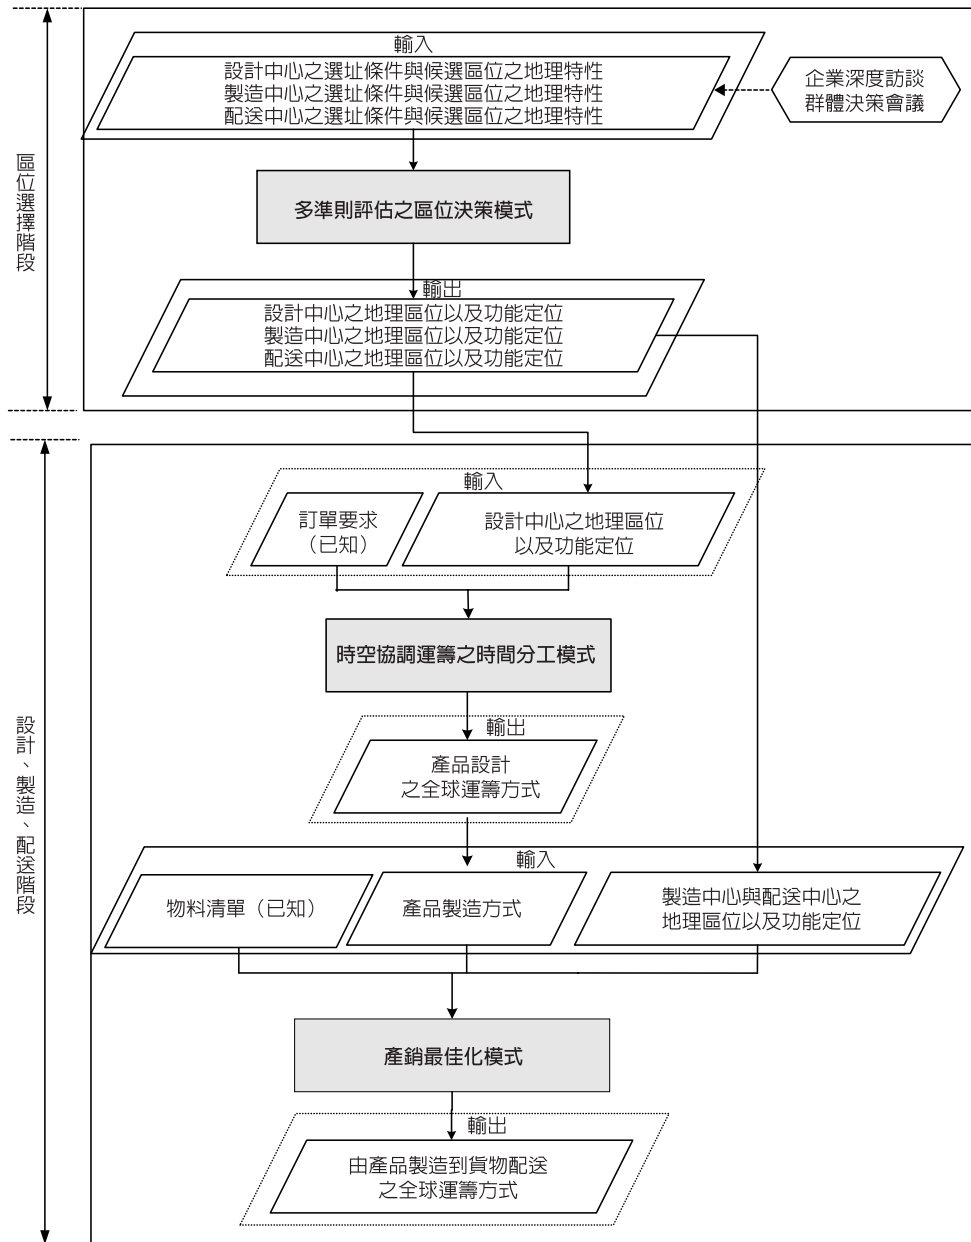 輸入
設計中心之選址條件與候選區位之地理特性
製造中心之選址條件與候選區位之地理特性
配送中心之選址條件與候選區位之地理特性
企業深度訪談
群體決策會議
區位選擇階段
多準則評估之區位決策模式
輸出
設計中心之地理區位以及功能定位
製造中心之地理區位以及功能定位
配送中心之地理區位以及功能定位
設計、製造、配送階段
輸入
訂單要求
（已知）
設計中心之地理區位
以及功能定位
時空協調運籌之時間分工模式
輸出
產品設計
之全球運籌方式
輸入
物料清單（已知）
產品製造方式
製造中心與配送中心之
地理區位以及功能定位
產銷最佳化模式
輸出
由產品製造到貨物配送
之全球運籌方式